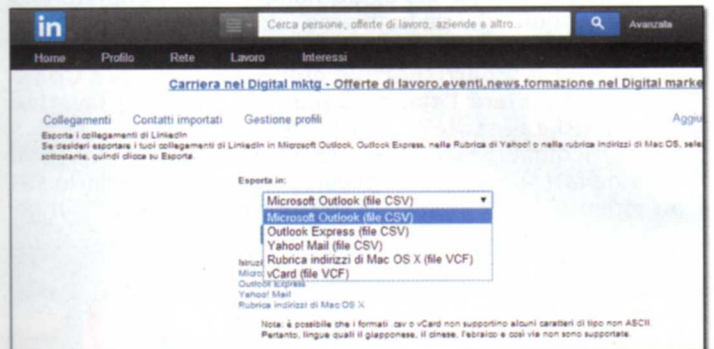 in
Cerca persone, offerte di lavoro, aziende e altro...
Avanzata
Home Profilo Rete Lavoro Interessi
Carriera nel Digital mktg - Offerte di lavoro,eventi,news,formazione nel Digital marke
Collegamenti Contatti importati Gestione profili Aggiu
Esporta i collegamenti di LinkedIn
Se desideri esportare i tuoi collegamenti di LinkedIn in Microsoft Outlook, Outlook Express, nella Rubrica di Yahoo! o nella rubrica indirizzi di Mac OS, sele
sottostante, quindi clicca su Esporta.
Esporta in:
Microsoft Outlook (file CSV)
Microsoft Outlook (file CSV)
Outlook Express (file CSV)
Yahoo! Mail (file CSV)
Rubrica indirizzi di Mac OS X (file VCF)
vCard (file VCF)
Istruzi
Micro
Outlook Express
Yahoo! Mail
Rubrica indirizzi di Mac OS X
Nota: è possibile che i formati .csv o vCard non supportino alcuni caratteri di tipo non ASCII.
Pertanto, lingue quali il giapponese, il cinese, l'ebraico e così via non sono supportate.